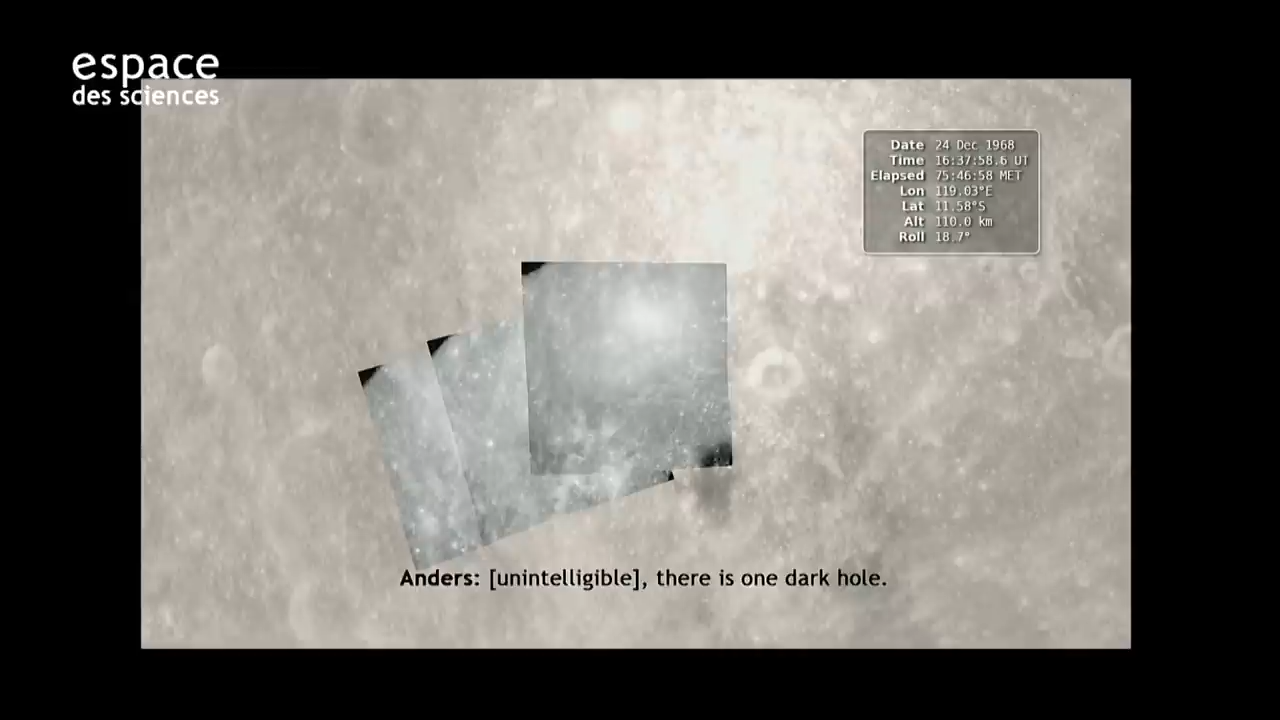 espace
des sciences
Date 24 Dec 1968
Time 16:37:58.6 UT
Elapsed 75:46:58 MET
Lon 119.03°E
Lat 11.58°S
Alt 110.0 km
Roll 18.7°
Anders: [unintelligible], there is one dark hole.